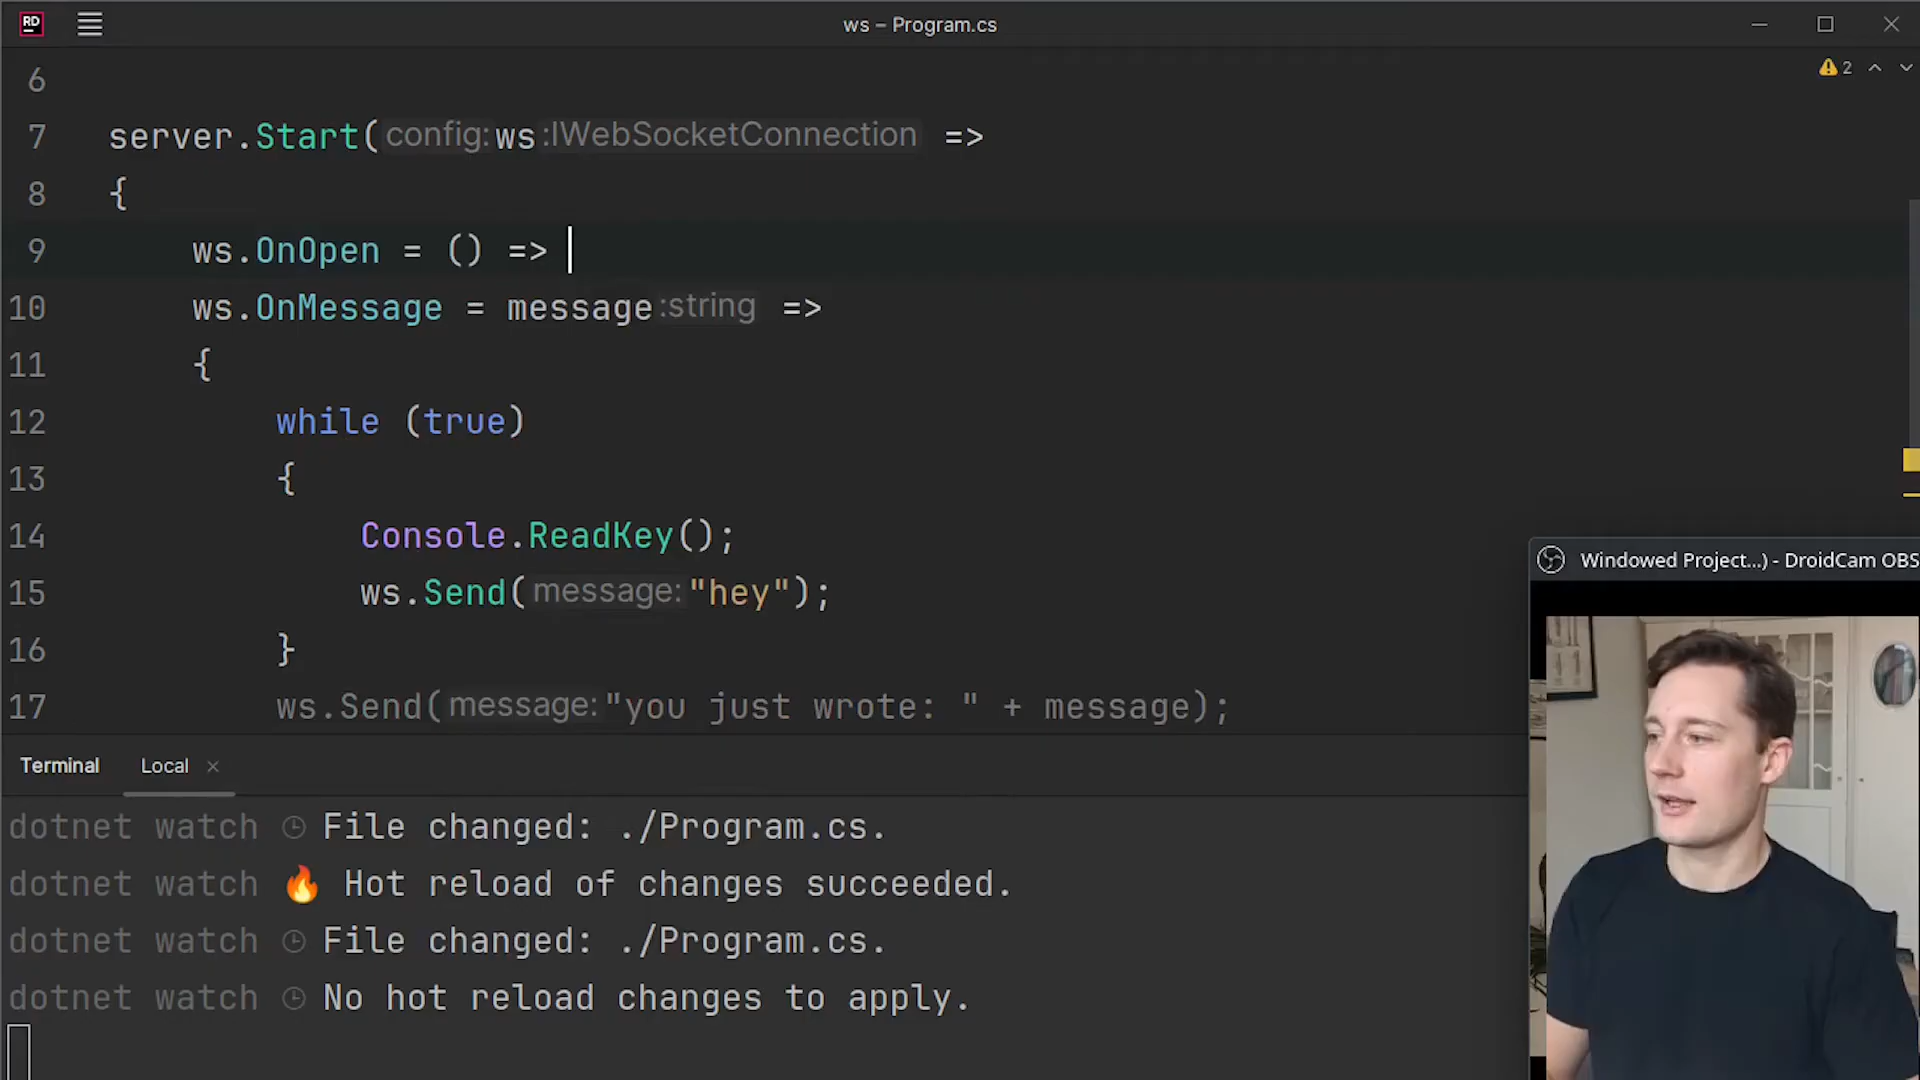 RD
ws – Program.cs
2
6
7 server.Start( config: ws :IWebSocketConnection =>
8 {
9 ws.OnOpen = () =>
10 ws.OnMessage = message :string =>
11 {
12 while (true)
13 {
14 Console.ReadKey();
15 ws.Send( message: "hey");
16 }
17 ws.Send( message: "you just wrote: " + message);
Windowed Project...) - DroidCam OBS
Terminal Local ×
dotnet watch 🕒 File changed: ./Program.cs.
dotnet watch 🔥 Hot reload of changes succeeded.
dotnet watch 🕒 File changed: ./Program.cs.
dotnet watch 🕒 No hot reload changes to apply.